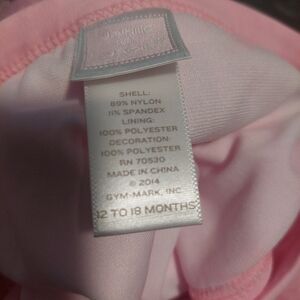 SHELL:
89% NYLON
11% SPANDEX
LINING:
100% POLYESTER
DECORATION:
100% POLYESTER
RN 70530
MADE IN CHINA
© 2014
GYM-MARK, INC.
12 TO 18 MONTHS